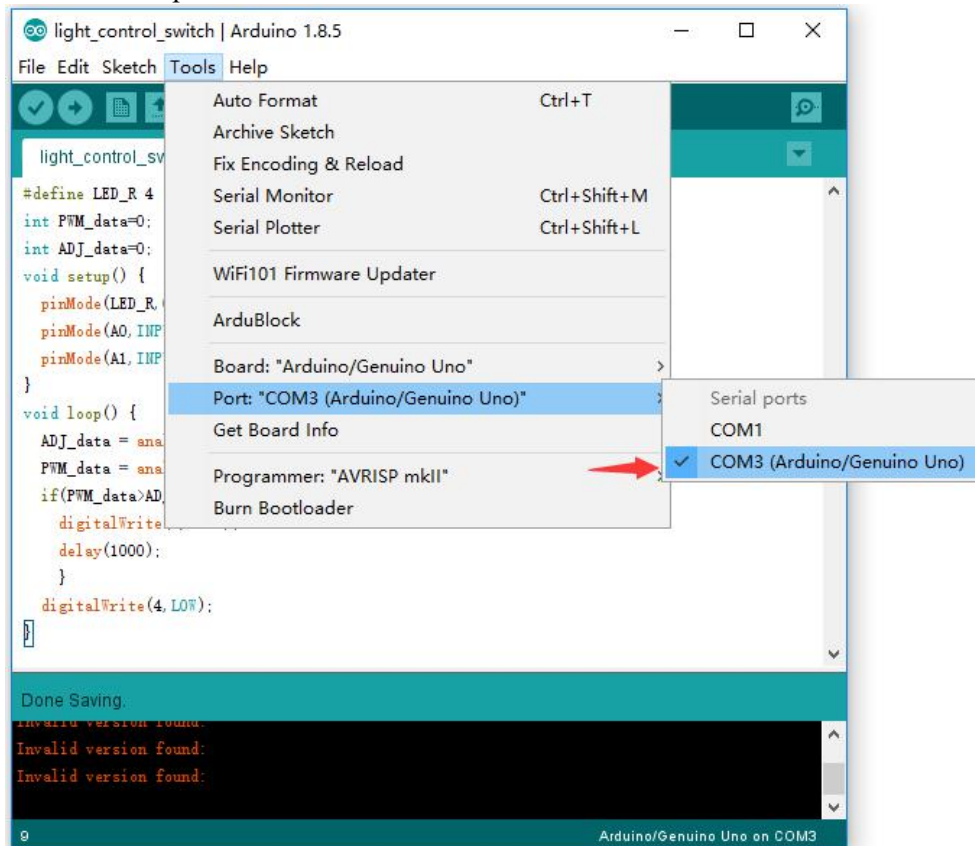 light_control_switch | Arduino 1.8.5
File Edit Sketch Tools Help
Auto Format Ctrl+T
Archive Sketch
Fix Encoding & Reload
Serial Monitor Ctrl+Shift+M
Serial Plotter Ctrl+Shift+L
WiFi101 Firmware Updater
ArduBlock
Board: "Arduino/Genuino Uno"
Port: "COM3 (Arduino/Genuino Uno)"
Get Board Info
Programmer: "AVRISP mkII"
Burn Bootloader
Serial ports
COM1
COM3 (Arduino/Genuino Uno)
light_control_sw
#define LED_R 4
int PWM_data=0;
int ADJ_data=0;
void setup() {
pinMode(LED_R,
pinMode(A0,INP
pinMode(A1,INP
}
void loop() {
ADJ_data = ana
PWM_data = ana
if(PWM_data>AD
digitalWrite
delay(1000);
}
digitalWrite(4,LOW);
}
Done Saving.
Invalid version found:
Invalid version found:
Invalid version found:
9 Arduino/Genuino Uno on COM3